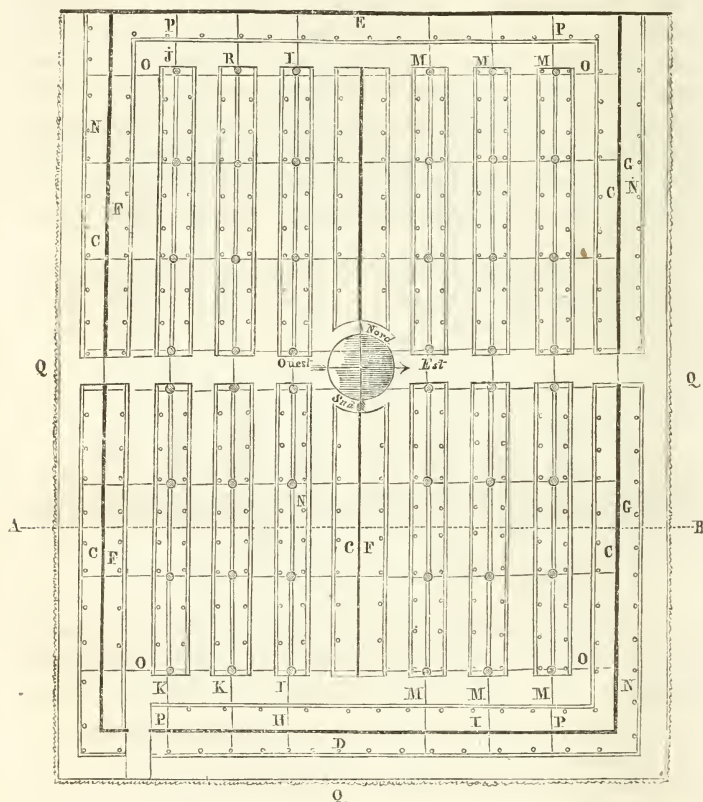 P E P
O J R I M M M O
N G
F C N
C
Nord
Q Ouest Est Q
Sud
N G
A B
C F C F C
O O
K K I M M M N
P H I P
D
Q